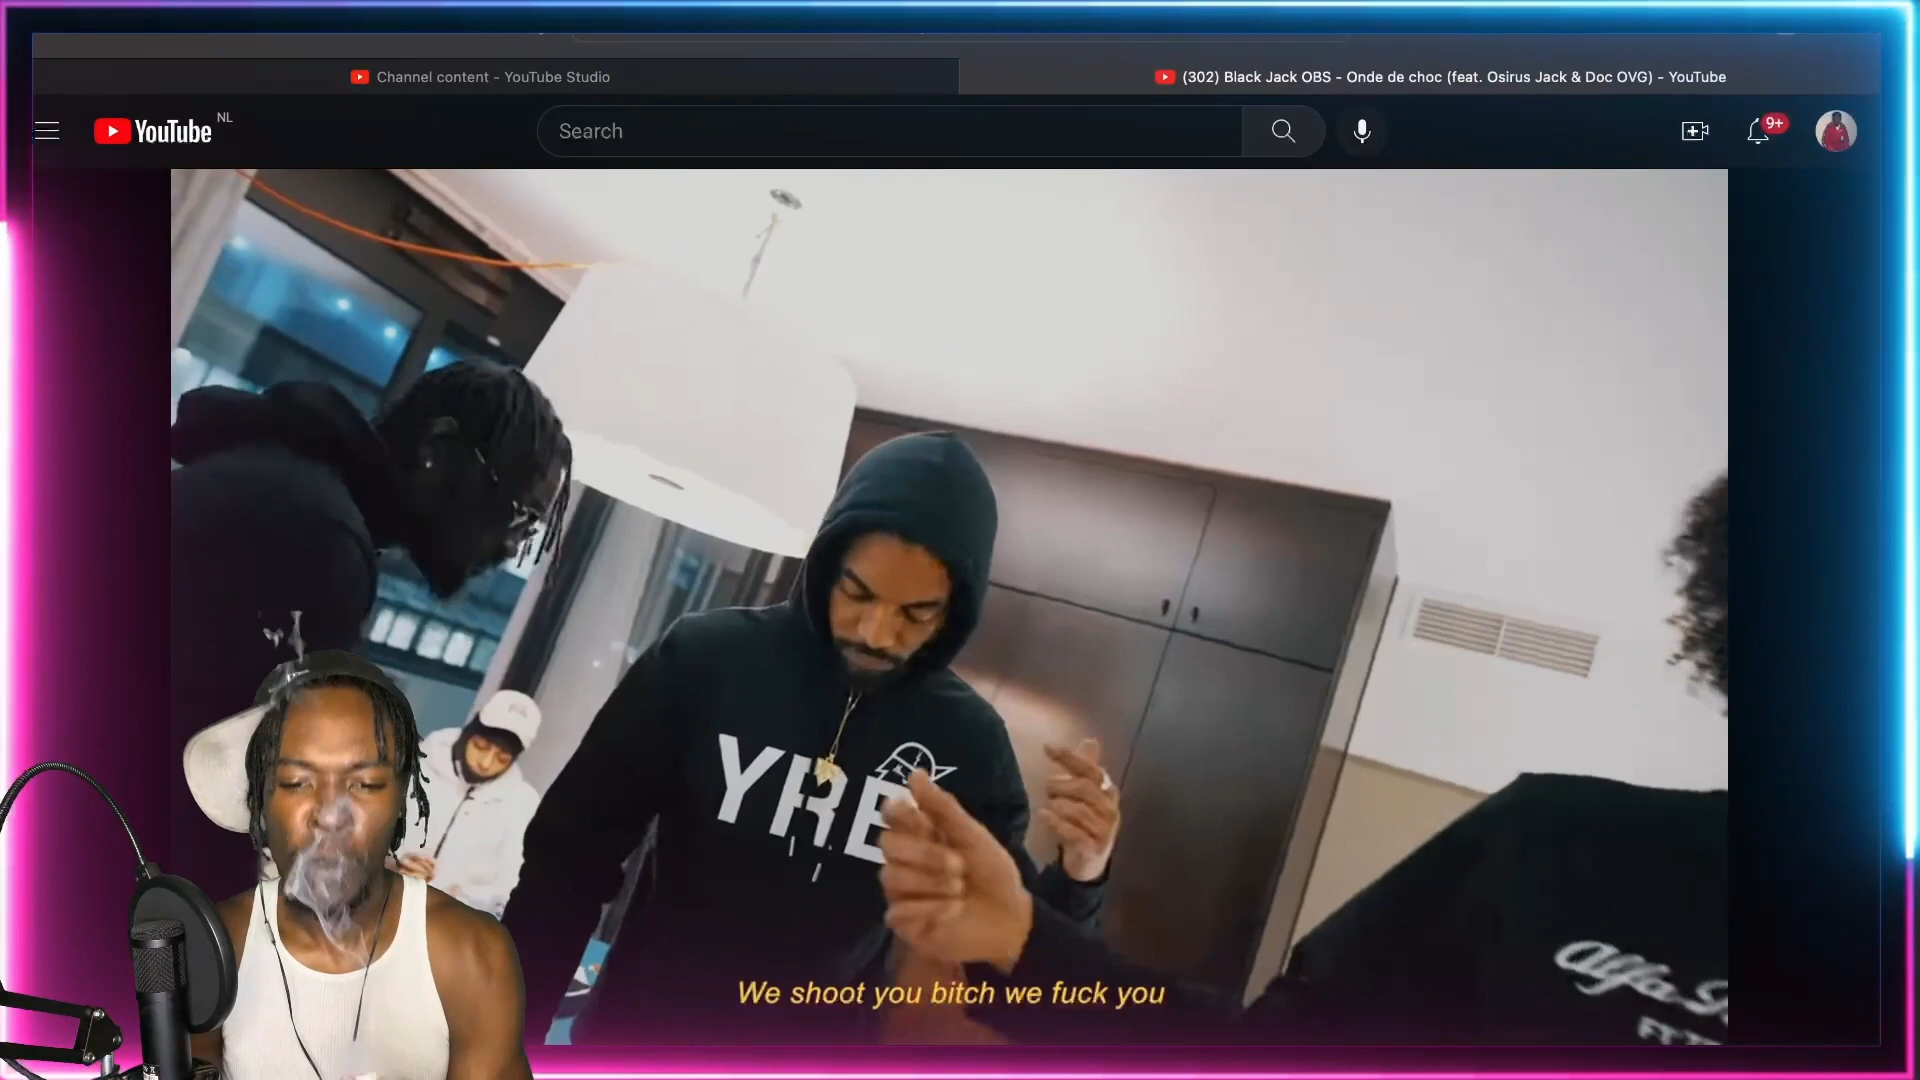 Channel content - YouTube Studio
(302) Black Jack OBS - Onde de choc (feat. Osirus Jack & Doc OVG) - YouTube
YouTube NL
Search
9+
YRB
We shoot you bitch we fuck you